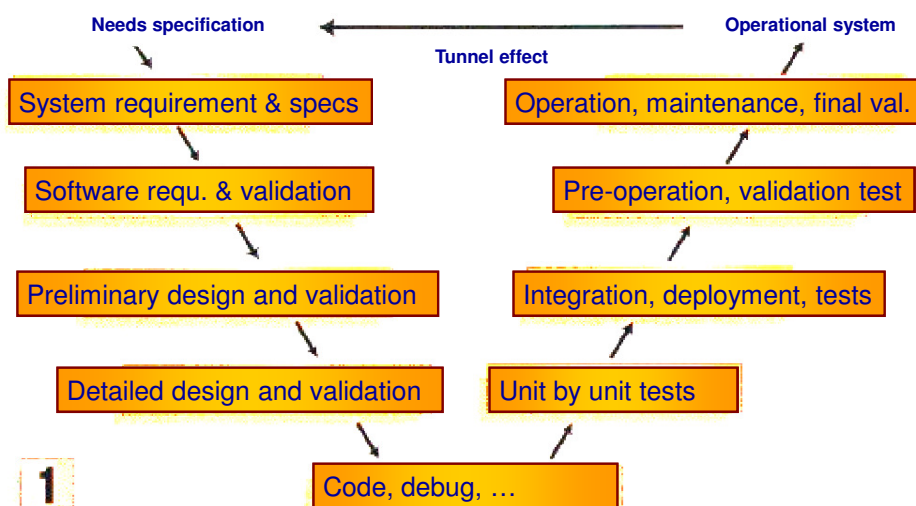 Needs specification
Operational system
Tunnel effect
System requirement & specs
Operation, maintenance, final val.
Software requ. & validation
Pre-operation, validation test
Preliminary design and validation
Integration, deployment, tests
Detailed design and validation
Unit by unit tests
Code, debug, …
1